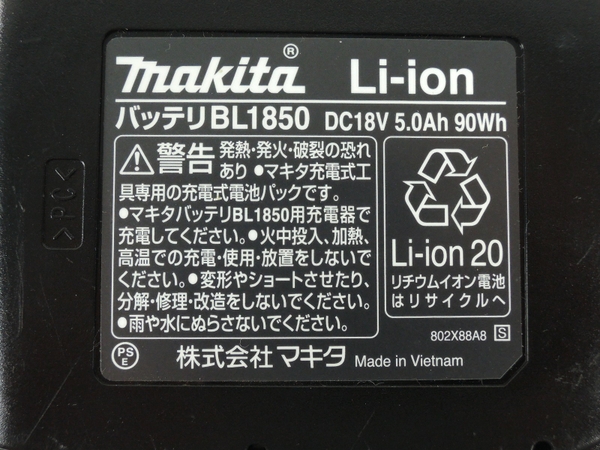 makita® Li-ion
バッテリBL1850 DC18V 5.0Ah 90Wh
警告 発熱・発火・破裂の恐れ
あり ●マキタ充電式工
具専用の充電式電池パックです。
●マキタバッテリBL1850用充電器で
充電してください。●火中投入、加熱、
高温での充電・使用・放置をしないで
ください。●変形やショートさせたり、
分解・修理・改造をしないでください。
●雨や水にぬらさないでください。
Li-ion 20
リチウムイオン電池
はリサイクルへ
802X88A8 S
PS
E
株式会社 マキタ Made in Vietnam
>PC<